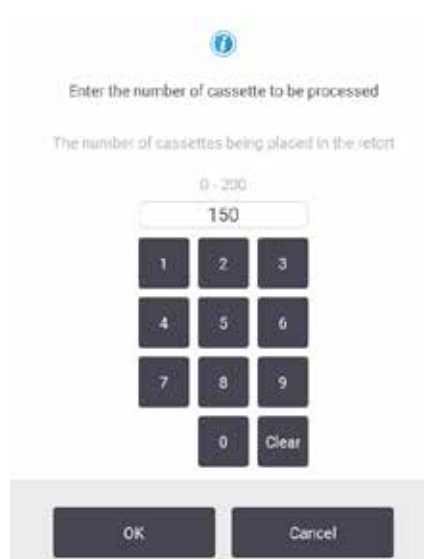 Enter the number of cassette to be processed
The number of cassettes being placed in the retort
0 - 200
150
1 2 3
4 5 6
7 8 9
0 Clear
OK Cancel